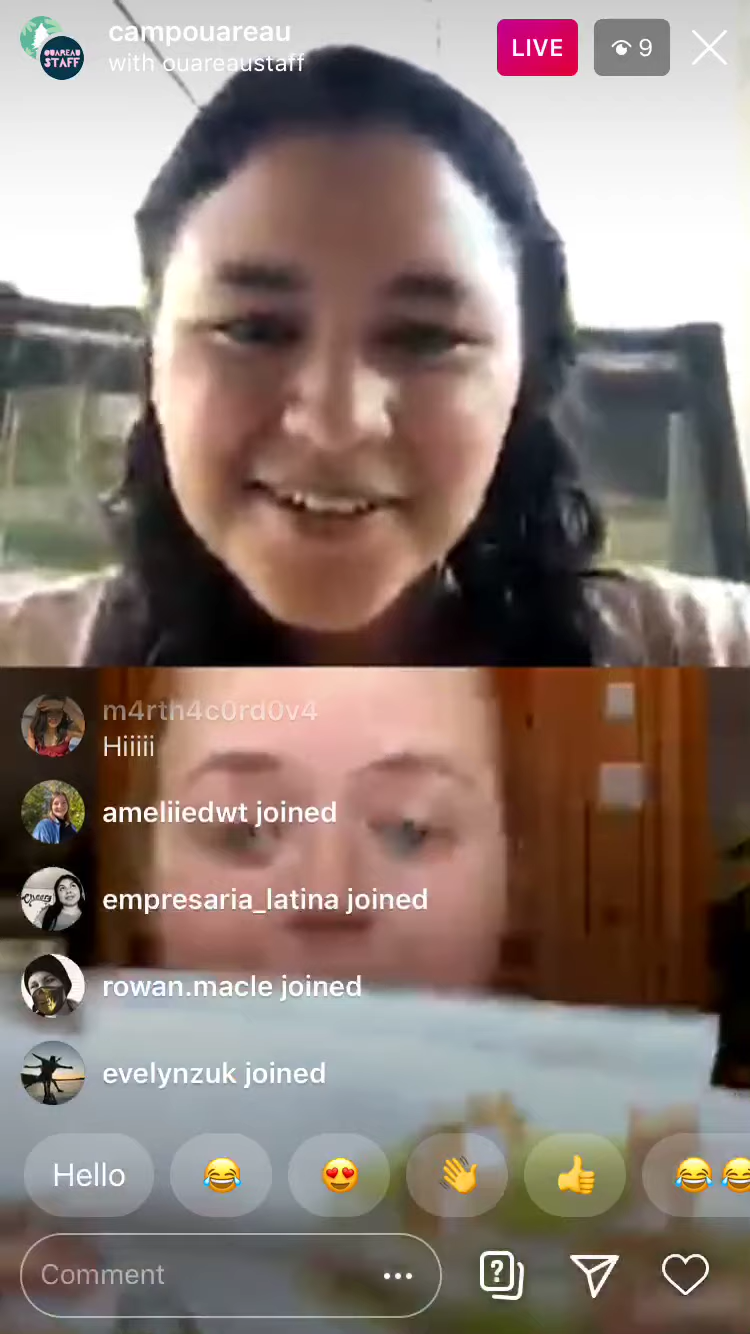 campouareau
with ouareaustaff
OUAREAU
STAFF
LIVE
9
m4rth4c0rd0v4
Hiiiii
ameliiedwt joined
empresaria_latina joined
Cheers
rowan.macle joined
evelynzuk joined
Hello
Comment